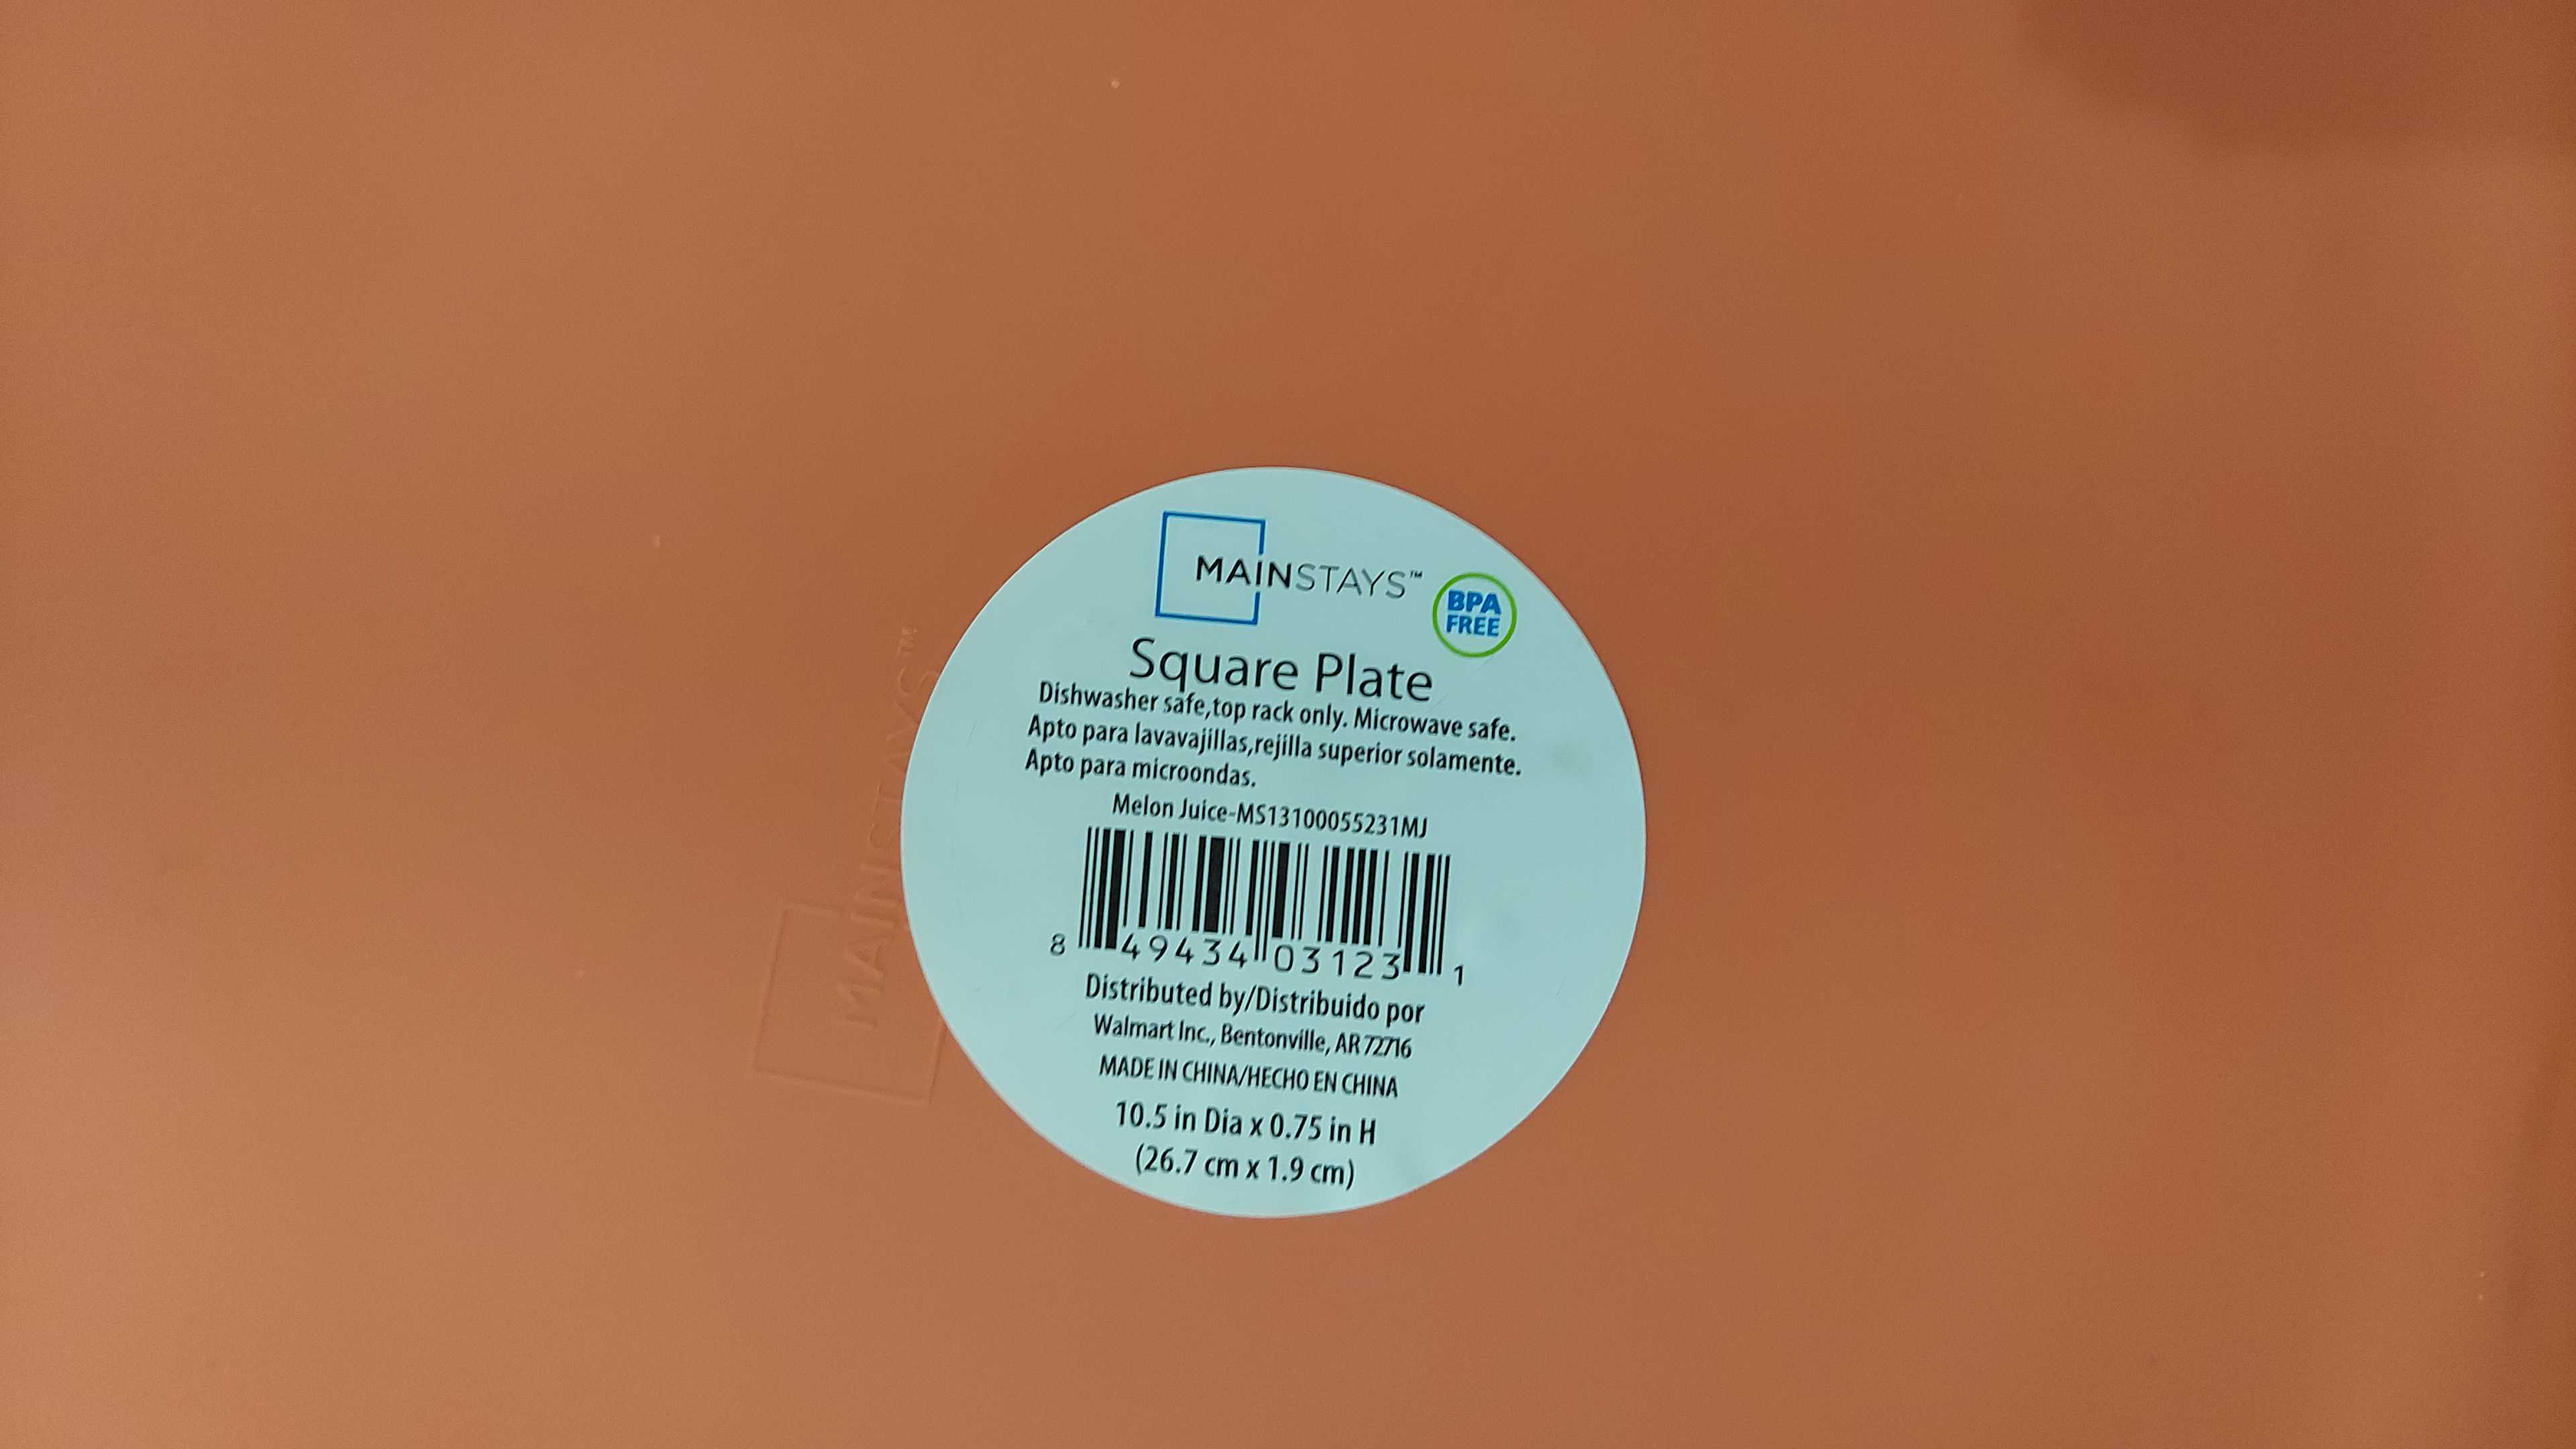 MAINSTAYS™
BPA
FREE
Square Plate
Dishwasher safe,top rack only. Microwave safe.
Apto para lavavajillas,rejilla superior solamente.
Apto para microondas.
Melon Juice-MS13100055231MJ
8 49434 03123 1
Distributed by/Distribuido por
Walmart Inc., Bentonville, AR 72716
MADE IN CHINA/HECHO EN CHINA
10.5 in Dia x 0.75 in H
(26.7 cm x 1.9 cm)
MAINSTAYS™